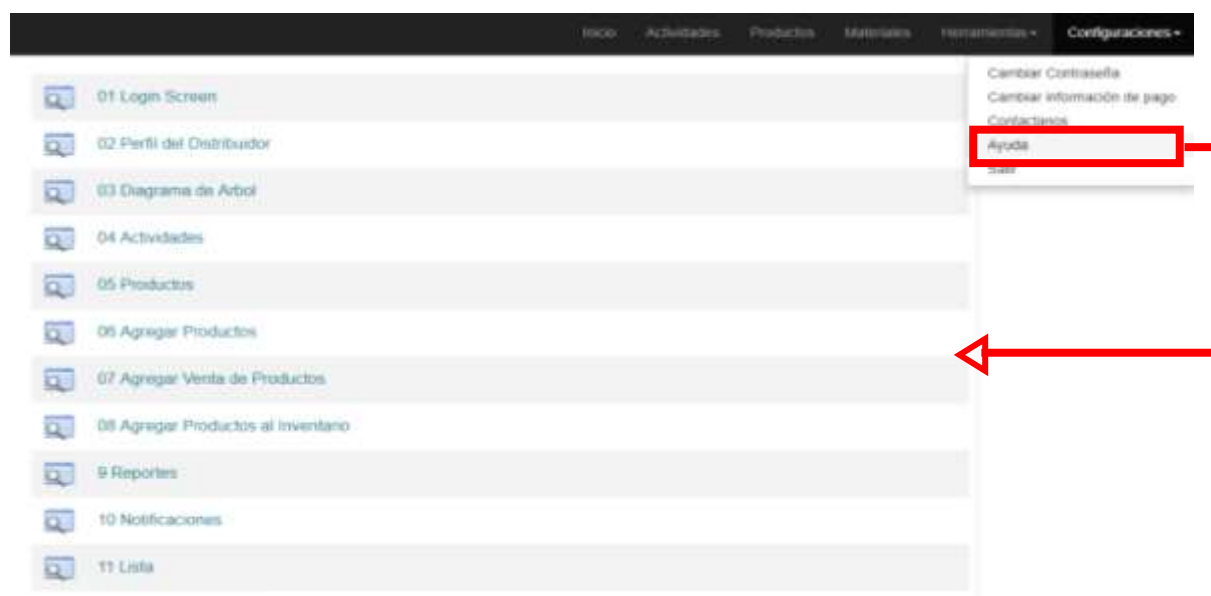 Inicio Actividades Productos Materiales Herramientas Configuraciones
Cambiar Contraseña
Cambiar información de pago
Contactanos
Ayuda
Salir
01 Login Screen
02 Perfil del Distribuidor
03 Diagrama de Arbol
04 Actividades
05 Productos
06 Agregar Productos
07 Agregar Venta de Productos
08 Agregar Productos al Inventario
9 Reportes
10 Notificaciones
11 Lista